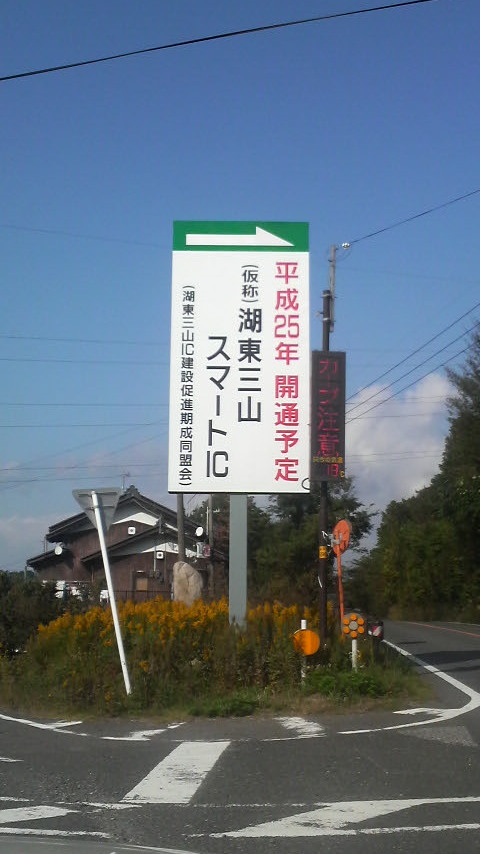 平成25年 開通予定
(仮称)湖東三山
スマートIC
(湖東三山IC建設促進期成同盟会)
カーブ注意
19℃